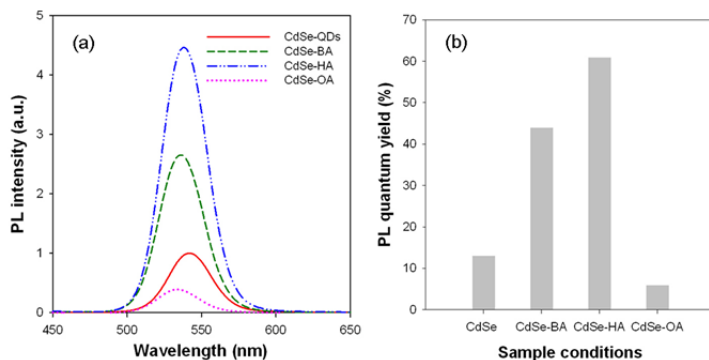 (a)
CdSe-QDs
CdSe-BA
CdSe-HA
CdSe-OA
PL intensity (a.u.)
5
4
3
2
1
0
450 500 550 600 650
Wavelength (nm)
(b)
PL quantum yield (%)
70
60
50
40
30
20
10
0
CdSe CdSe-BA CdSe-HA CdSe-OA
Sample conditions